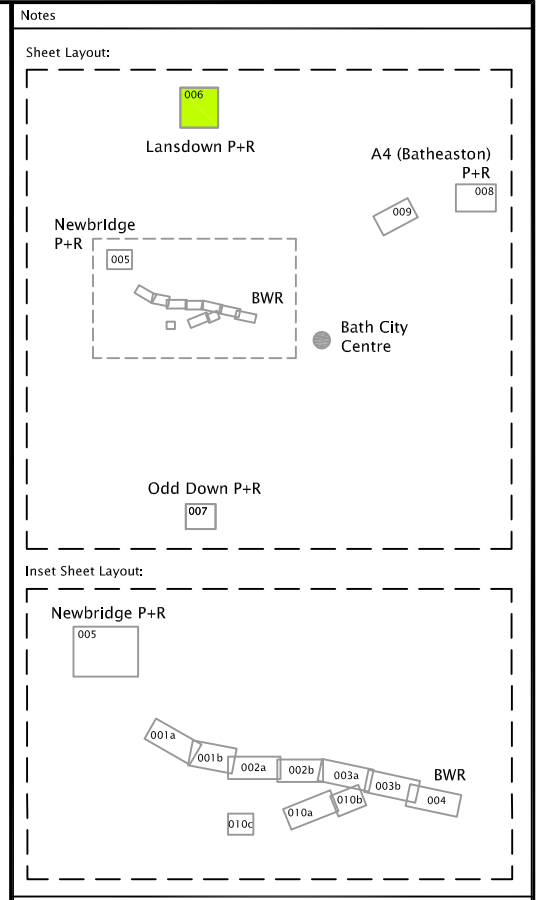 Notes
Sheet Layout:
006
Lansdown P+R
A4 (Batheaston)
P+R
008
009
Newbridge
P+R
005
BWR
Bath City
Centre
Odd Down P+R
007
Inset Sheet Layout:
Newbridge P+R
005
001a
001b
002a
002b
003a
003b
BWR
004
010a
010b
010c